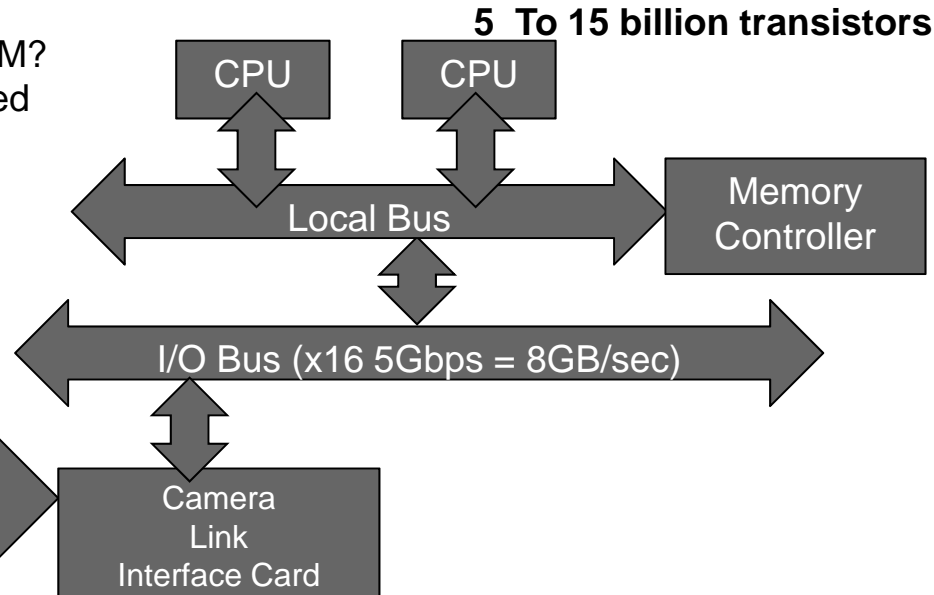 5 To 15 billion transistors
M?
ed
CPU
CPU
Local Bus
Memory
Controller
I/O Bus (x16 5Gbps = 8GB/sec)
Camera
Link
Interface Card